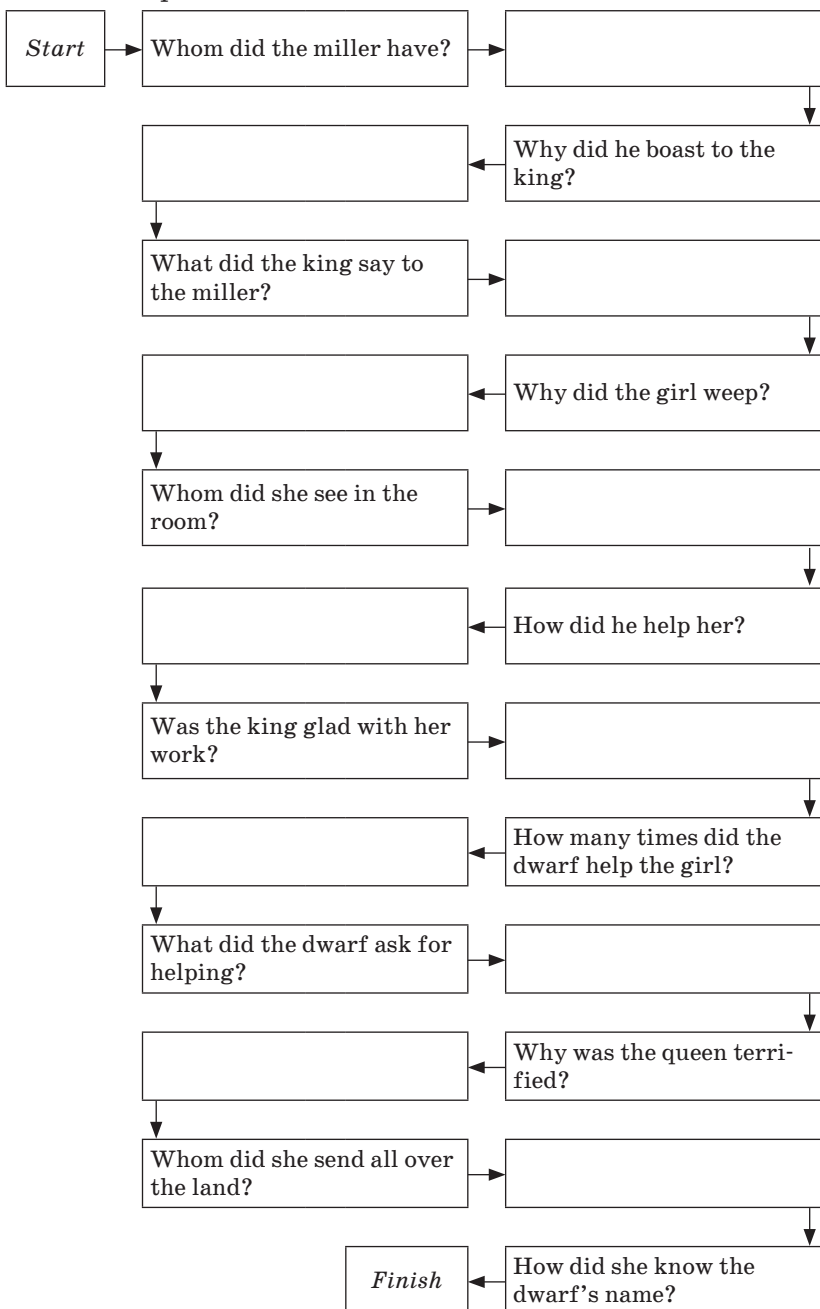 Start
Whom did the miller have?
Why did he boast to the
king?
What did the king say to
the miller?
Why did the girl weep?
Whom did she see in the
room?
How did he help her?
Was the king glad with her
work?
How many times did the
dwarf help the girl?
What did the dwarf ask for
helping?
Why was the queen terri-
fied?
Whom did she send all over
the land?
How did she know the
dwarf's name?
Finish